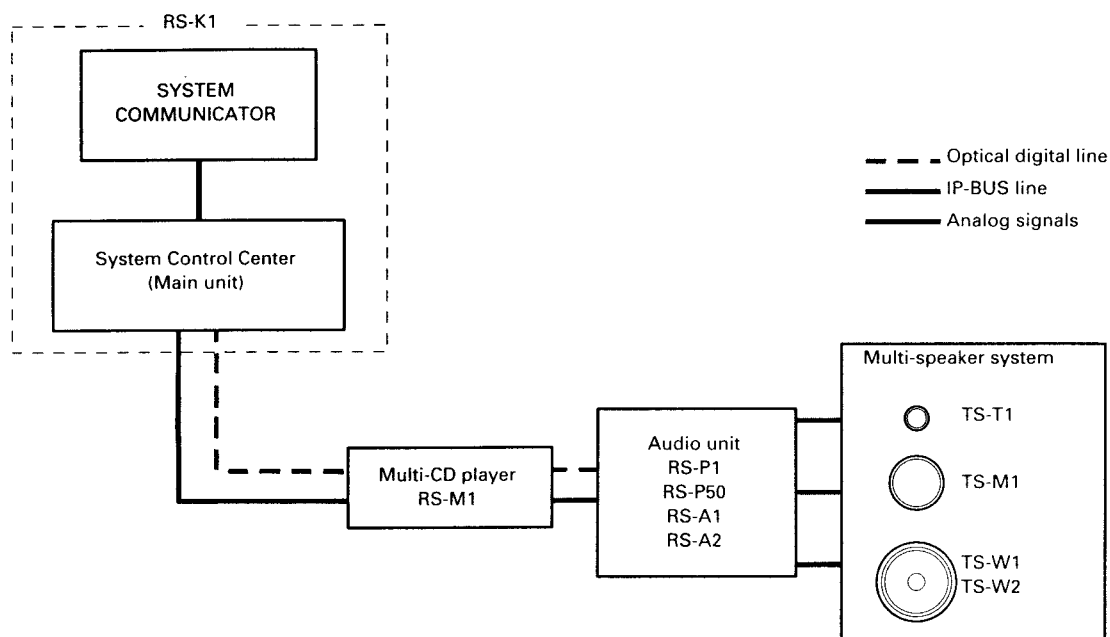 RS-K1
SYSTEM
COMMUNICATOR
System Control Center
(Main unit)
Optical digital line
IP-BUS line
Analog signals
Multi-CD player
RS-M1
Audio unit
RS-P1
RS-P50
RS-A1
RS-A2
Multi-speaker system
TS-T1
TS-M1
TS-W1
TS-W2